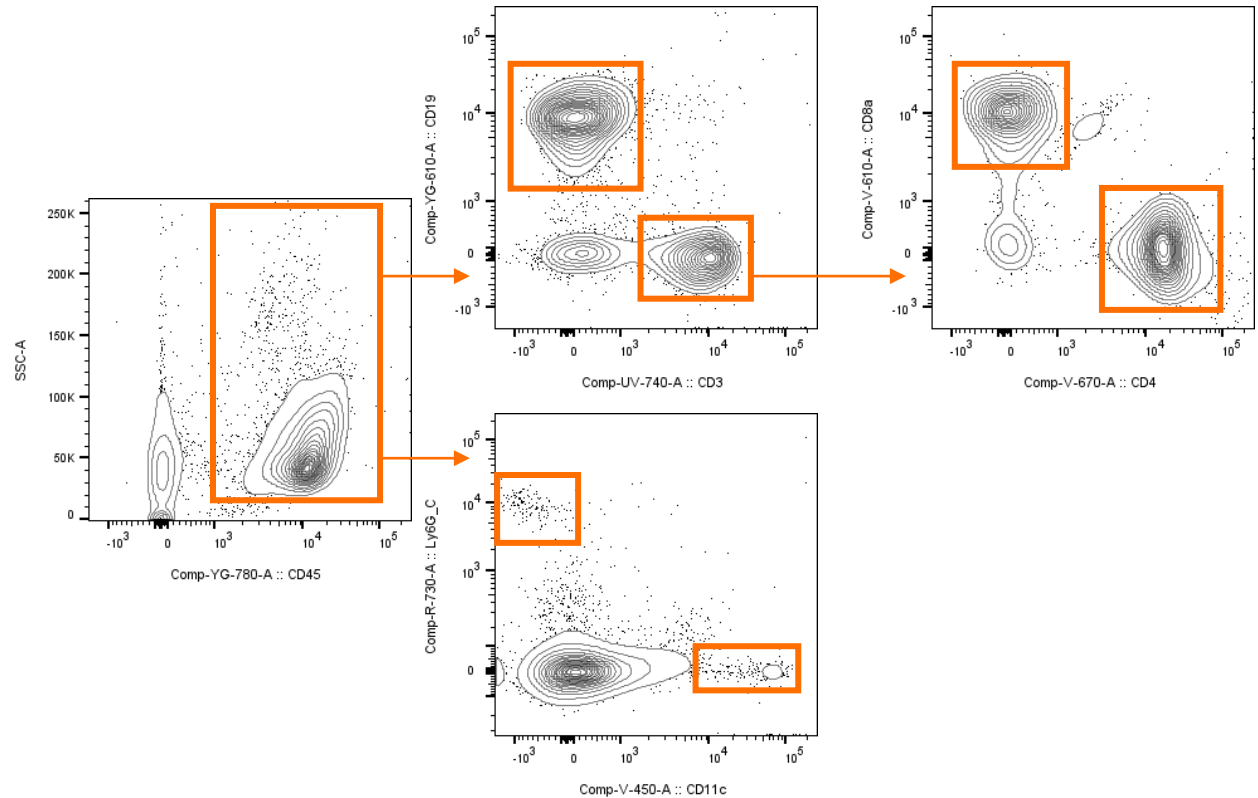 250K
200K
150K
100K
50K
0
SSC-A
-10³ 0 10³ 10⁴ 10⁵
Comp-YG-780-A :: CD45
10⁵
10⁴
10³
0
-10³
Comp-YG-610-A :: CD19
-10³ 0 10³ 10⁴ 10⁵
Comp-UV-740-A :: CD3
10⁵
10⁴
10³
0
-10³
Comp-V-610-A :: CD8a
-10³ 0 10³ 10⁴ 10⁵
Comp-V-670-A :: CD4
10⁵
10⁴
10³
0
Comp-R-730-A :: Ly6G_C
-10³ 0 10³ 10⁴ 10⁵
Comp-V-450-A :: CD11c